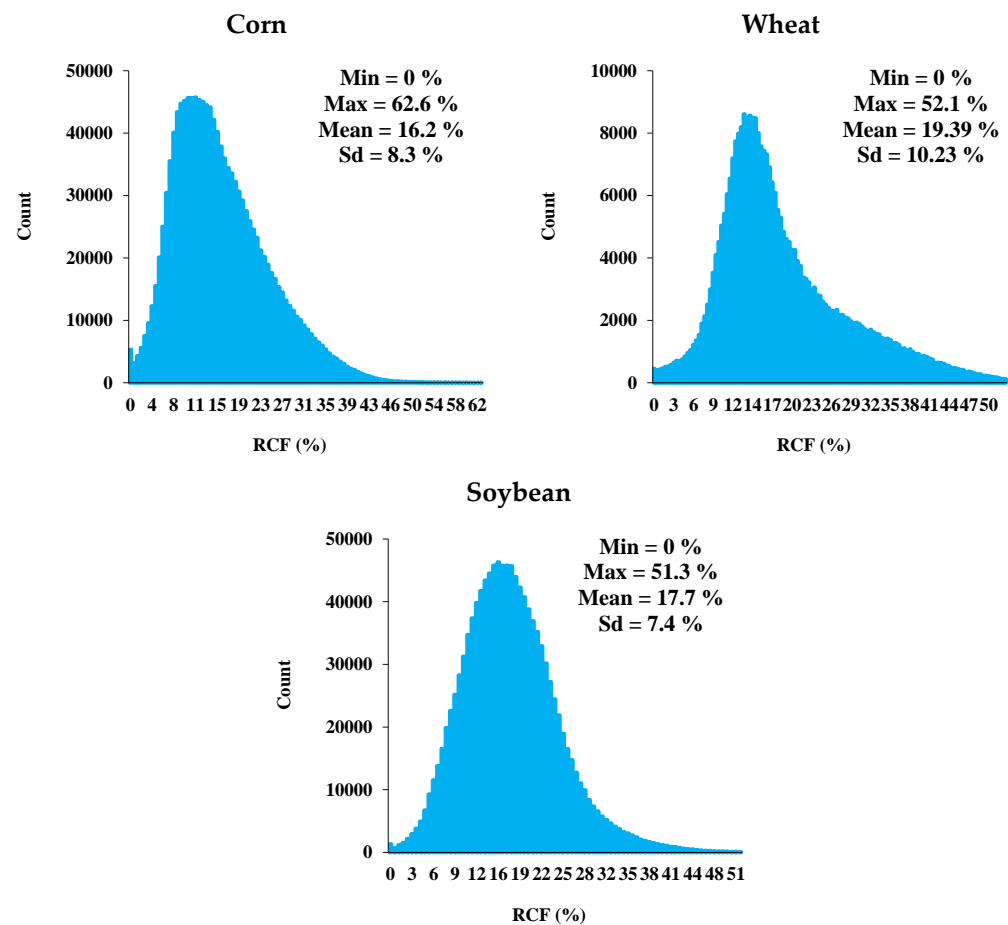 Corn
Min = 0 %
Max = 62.6 %
Mean = 16.2 %
Sd = 8.3 %
50000
40000
30000
20000
10000
0
Count
0 4 8 11 15 19 23 27 31 35 39 43 46 50 54 58 62
RCF (%)
Wheat
Min = 0 %
Max = 52.1 %
Mean = 19.39 %
Sd = 10.23 %
10000
8000
6000
4000
2000
0
Count
0 3 6 9 12 14 17 20 23 26 29 32 35 38 41 44 47 50
RCF (%)
Soybean
Min = 0 %
Max = 51.3 %
Mean = 17.7 %
Sd = 7.4 %
50000
40000
30000
20000
10000
0
Count
0 3 6 9 12 16 19 22 25 28 32 35 38 41 44 48 51
RCF (%)